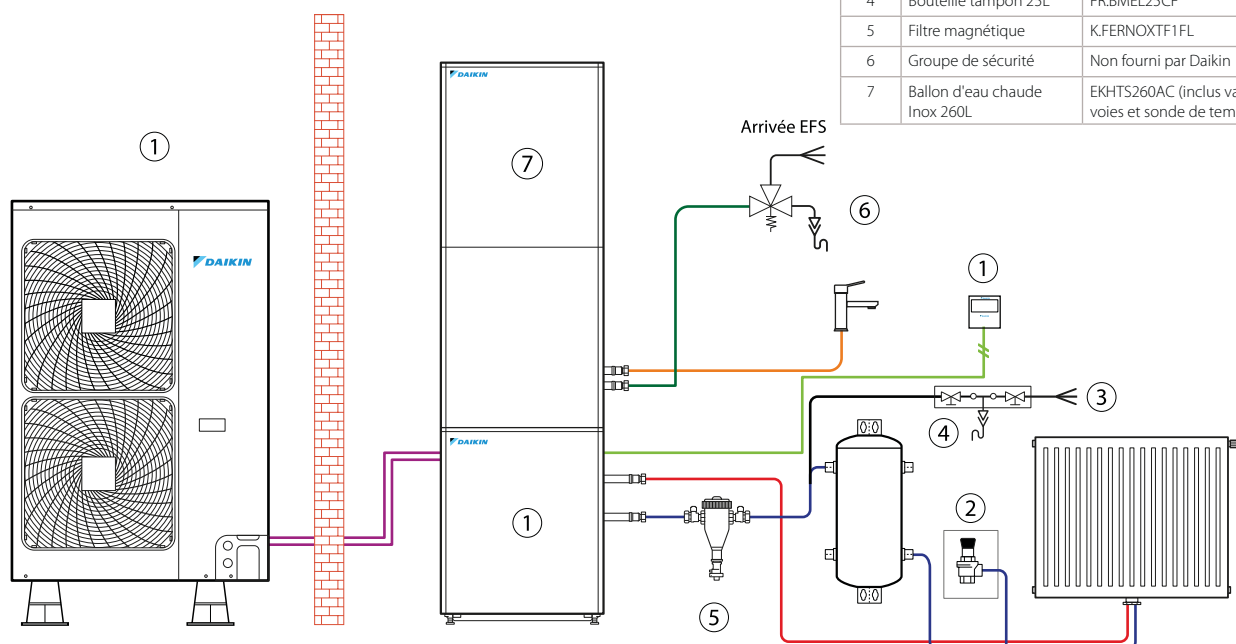 4 Bouteille tampon 25L FR.BMEL25CF
5 Filtre magnétique K.FERNOXTF1FL
6 Groupe de sécurité Non fourni par Daikin
7 Ballon d'eau chaude
Inox 260L
EKHTS260AC (inclus va
voies et sonde de tem
DAIKIN
Arrivée EFS
1
7
6
DAIKIN
1
3
4
DAIKIN
2
1
5